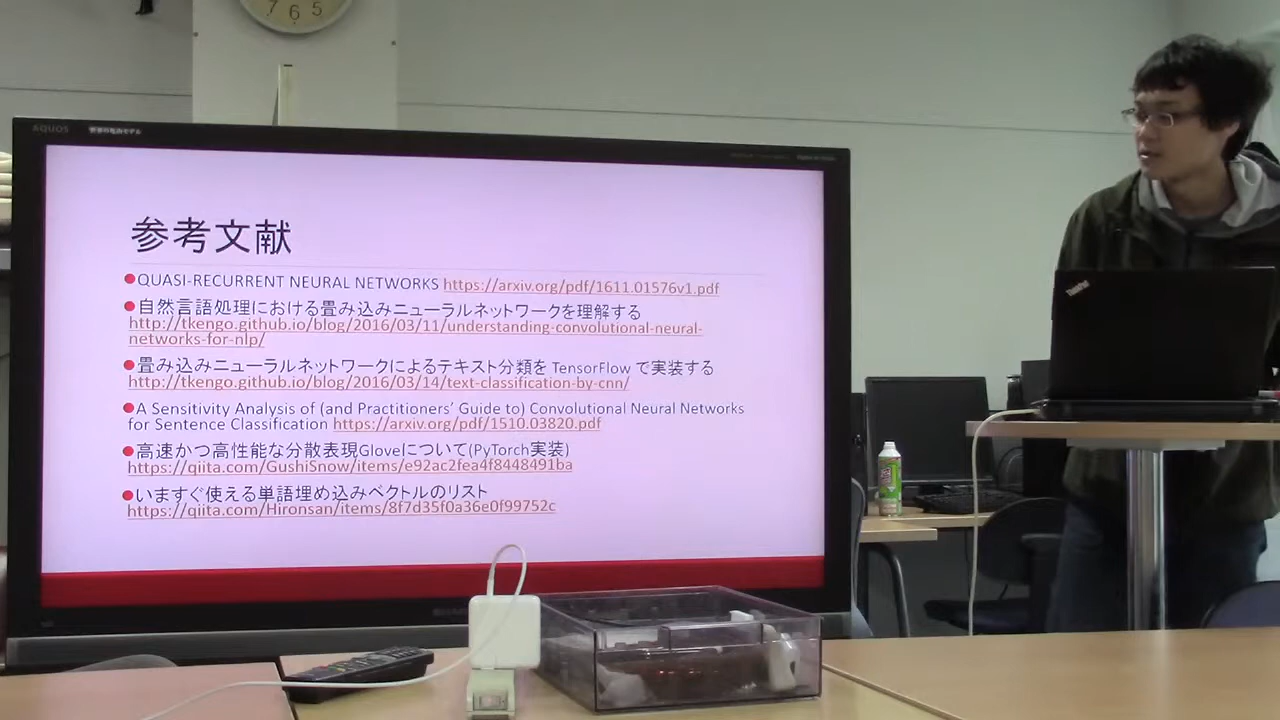 7 6 5
AQUOS
参考文献
●QUASI-RECURRENT NEURAL NETWORKS https://arxiv.org/pdf/1611.01576v1.pdf
●自然言語処理における畳み込みニューラルネットワークを理解する
http://tkengo.github.io/blog/2016/03/11/understanding-convolutional-neural-
networks-for-nlp/
●畳み込みニューラルネットワークによるテキスト分類を TensorFlow で実装する
http://tkengo.github.io/blog/2016/03/14/text-classification-by-cnn/
●A Sensitivity Analysis of (and Practitioners' Guide to) Convolutional Neural Networks
for Sentence Classification https://arxiv.org/pdf/1510.03820.pdf
●高速かつ高性能な分散表現Gloveについて(PyTorch実装)
https://qiita.com/GushiSnow/items/e92ac2fea4f8448491ba
●いますぐ使える単語埋め込みベクトルのリスト
https://qiita.com/Hironsan/items/8f7d35f0a36e0f99752c
ThinkPad